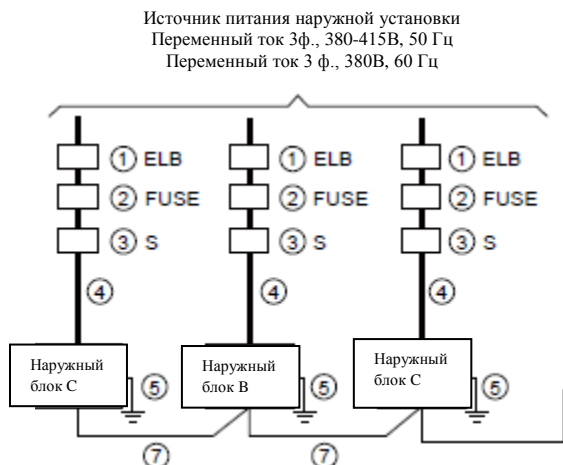 Источник питания наружной установки
Переменный ток 3ф., 380-415В, 50 Гц
Переменный ток 3 ф., 380В, 60 Гц
① ELB ① ELB ① ELB
② FUSE ② FUSE ② FUSE
③ S ③ S ③ S
④ ④ ④
Наружный блок С
⑤
Наружный блок В
⑤
Наружный блок С
⑤
⑦ ⑦